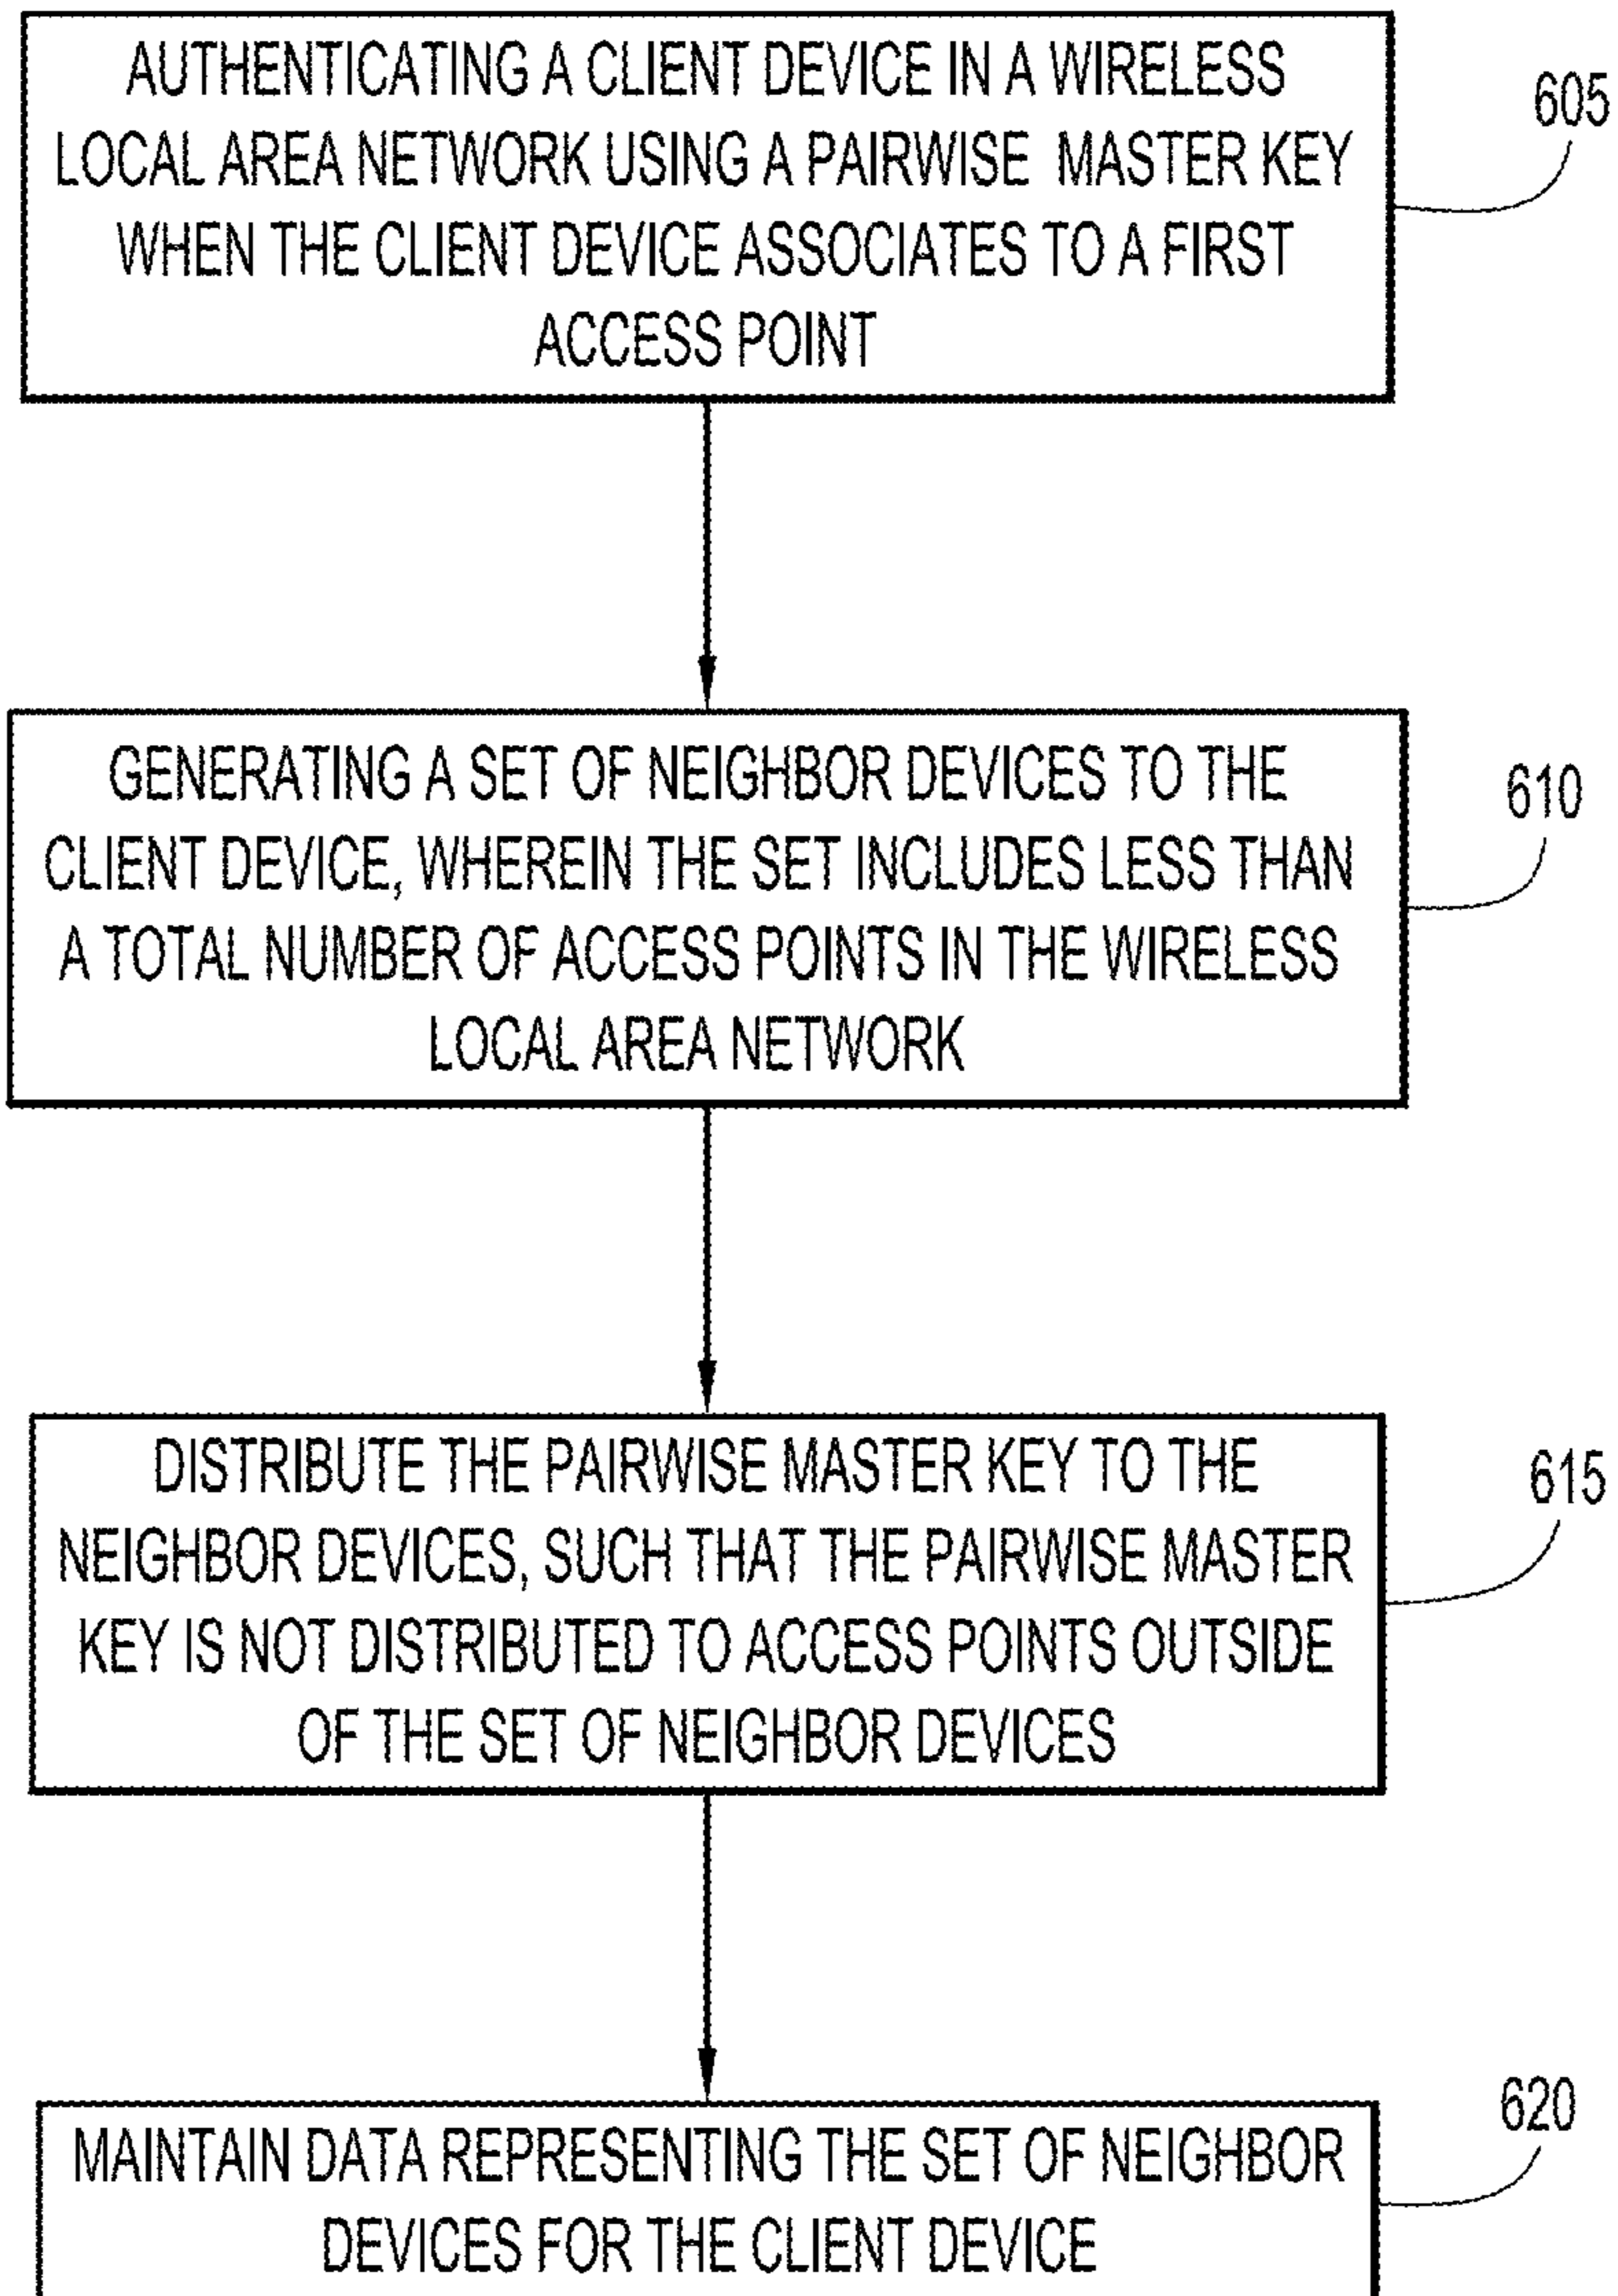 AUTHENTICATING A CLIENT DEVICE IN A WIRELESS
LOCAL AREA NETWORK USING A PAIRWISE MASTER KEY
WHEN THE CLIENT DEVICE ASSOCIATES TO A FIRST
ACCESS POINT
605
GENERATING A SET OF NEIGHBOR DEVICES TO THE
CLIENT DEVICE, WHEREIN THE SET INCLUDES LESS THAN
A TOTAL NUMBER OF ACCESS POINTS IN THE WIRELESS
LOCAL AREA NETWORK
610
DISTRIBUTE THE PAIRWISE MASTER KEY TO THE
NEIGHBOR DEVICES, SUCH THAT THE PAIRWISE MASTER
KEY IS NOT DISTRIBUTED TO ACCESS POINTS OUTSIDE
OF THE SET OF NEIGHBOR DEVICES
615
MAINTAIN DATA REPRESENTING THE SET OF NEIGHBOR
DEVICES FOR THE CLIENT DEVICE
620